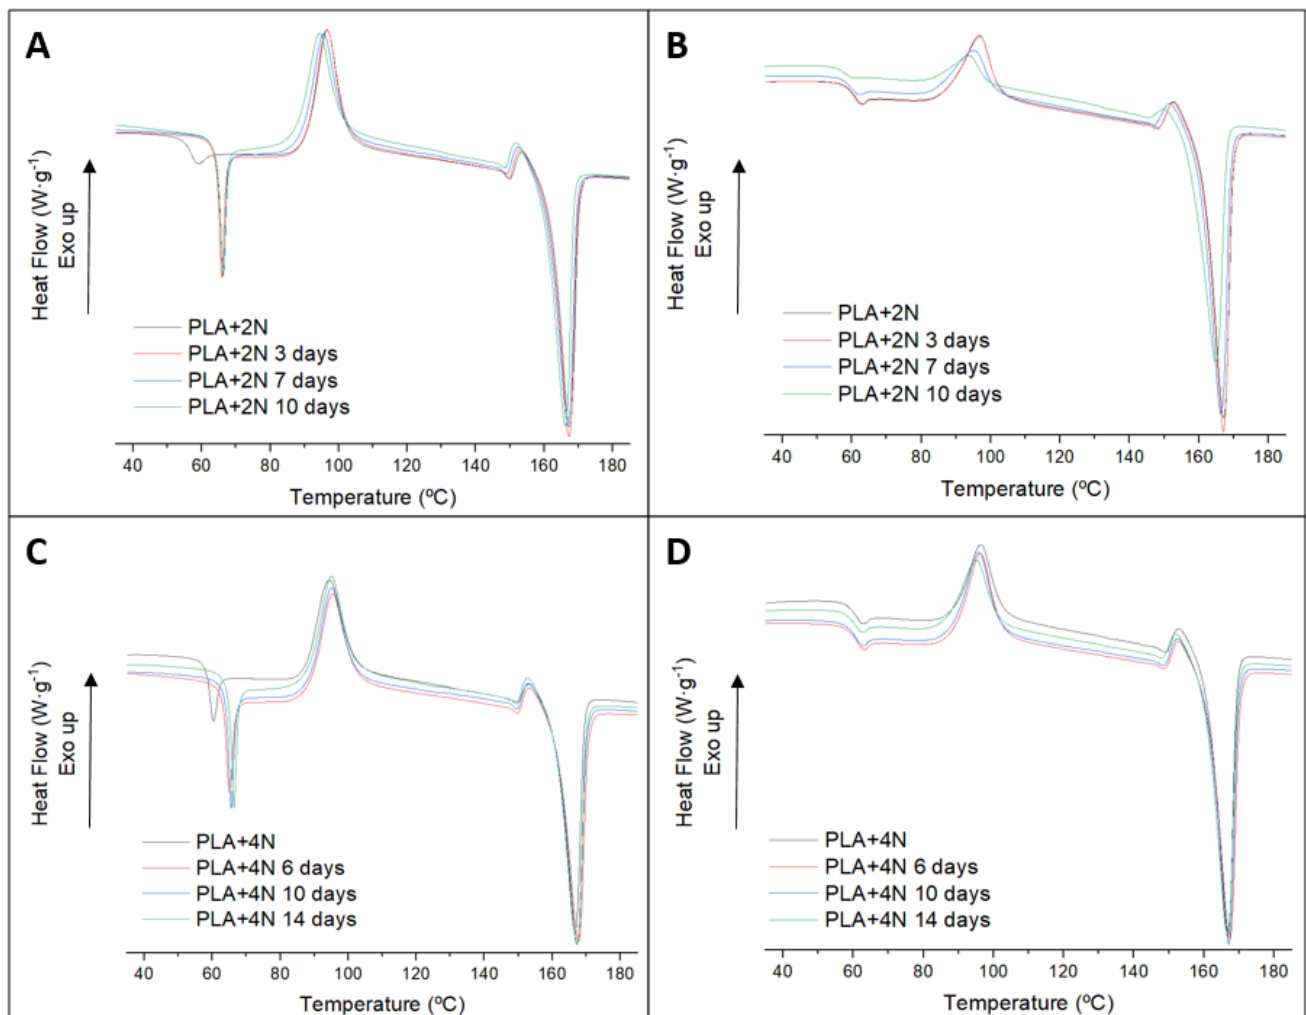 A
Heat Flow (W·g⁻¹)
Exo up
PLA+2N
PLA+2N 3 days
PLA+2N 7 days
PLA+2N 10 days
40 60 80 100 120 140 160 180
Temperature (ºC)
B
Heat Flow (W·g⁻¹)
Exo up
PLA+2N
PLA+2N 3 days
PLA+2N 7 days
PLA+2N 10 days
40 60 80 100 120 140 160 180
Temperature (ºC)
C
Heat Flow (W·g⁻¹)
Exo up
PLA+4N
PLA+4N 6 days
PLA+4N 10 days
PLA+4N 14 days
40 60 80 100 120 140 160 180
Temperature (ºC)
D
Heat Flow (W·g⁻¹)
Exo up
PLA+4N
PLA+4N 6 days
PLA+4N 10 days
PLA+4N 14 days
40 60 80 100 120 140 160 180
Temperature (ºC)